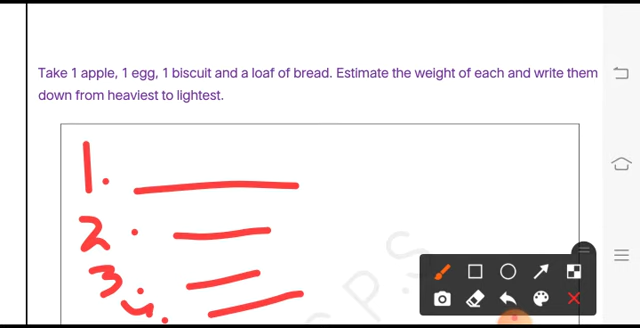 Take 1 apple, 1 egg, 1 biscuit and a loaf of bread. Estimate the weight of each and write them
down from heaviest to lightest.
1.
2.
3.
4.
S P.S